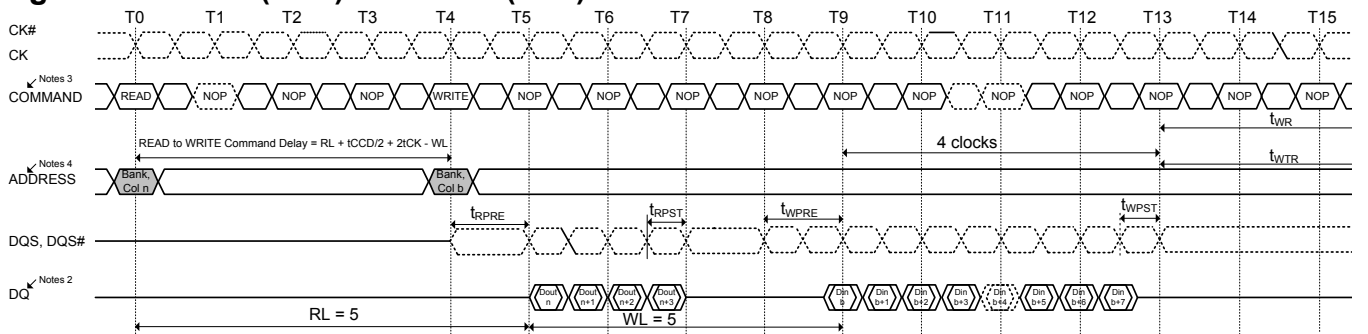 T0 T1 T2 T3 T4 T5 T6 T7 T8 T9 T10 T11 T12 T13 T14 T15
CK#
CK
Notes 3
COMMAND READ NOP NOP NOP WRITE NOP NOP NOP NOP NOP NOP NOP NOP NOP NOP NOP
tWR
READ to WRITE Command Delay = RL + tCCD/2 + 2tCK - WL
4 clocks
tWTR
Notes 4
ADDRESS
Bank, Col n
Bank, Col b
tRPRE tRPST tWPRE tWPST
DQS, DQS#
Notes 2
DQ
Dout n
Dout n+1
Dout n+2
Dout n+3
Din b
Din b+1
Din b+2
Din b+3
Din b+4
Din b+5
Din b+6
Din b+7
RL = 5 WL = 5